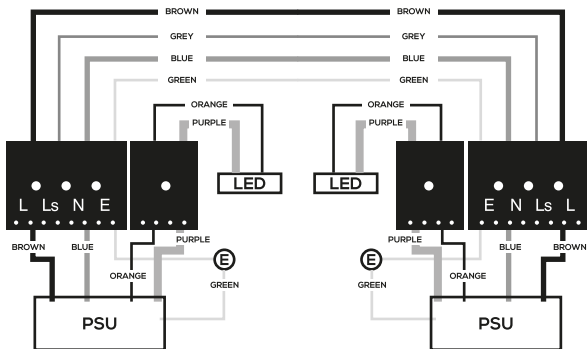 BROWN BROWN
GREY GREY
BLUE BLUE
GREEN GREEN
ORANGE ORANGE
PURPLE PURPLE
LED LED
L Ls N E E N Ls L
PURPLE PURPLE
BROWN BLUE BLUE BROWN
E E
ORANGE ORANGE
GREEN GREEN
PSU PSU